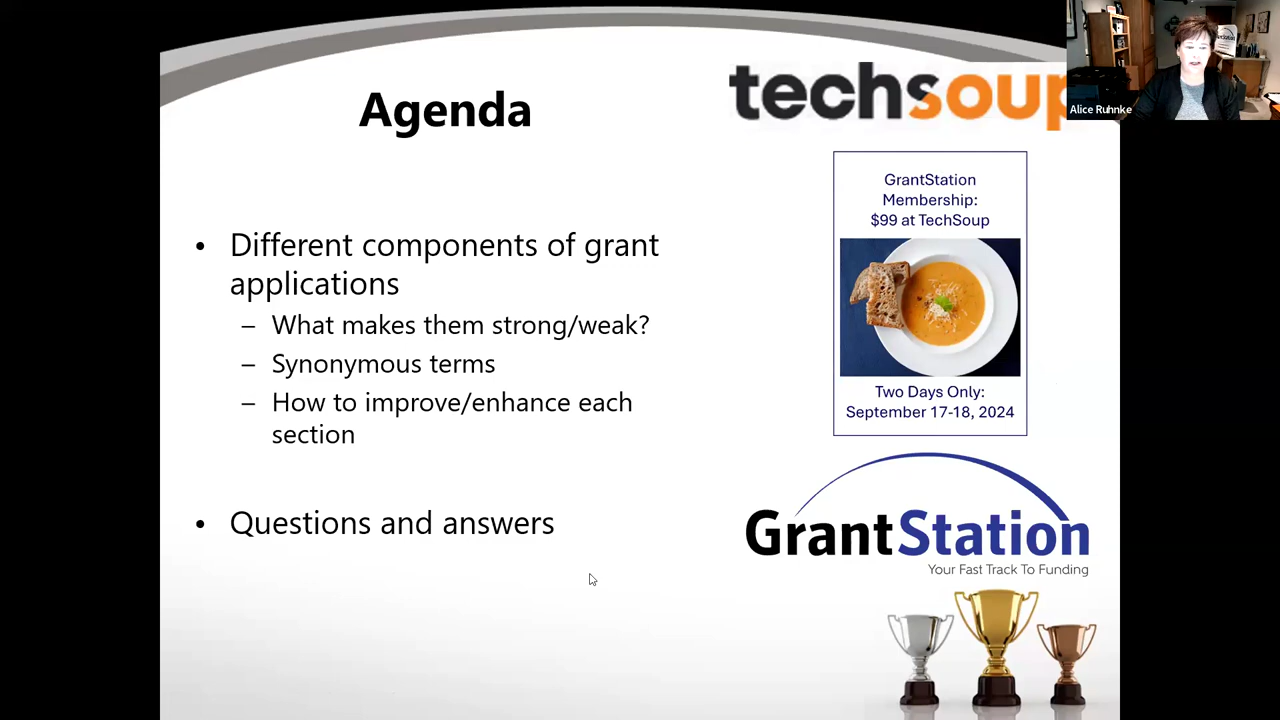 Agenda
techsoup
Alice Ruhnke
GrantStation
Membership:
$99 at TechSoup
• Different components of grant
applications
– What makes them strong/weak?
– Synonymous terms
– How to improve/enhance each
section
Two Days Only:
September 17-18, 2024
• Questions and answers
GrantStation
Your Fast Track To Funding